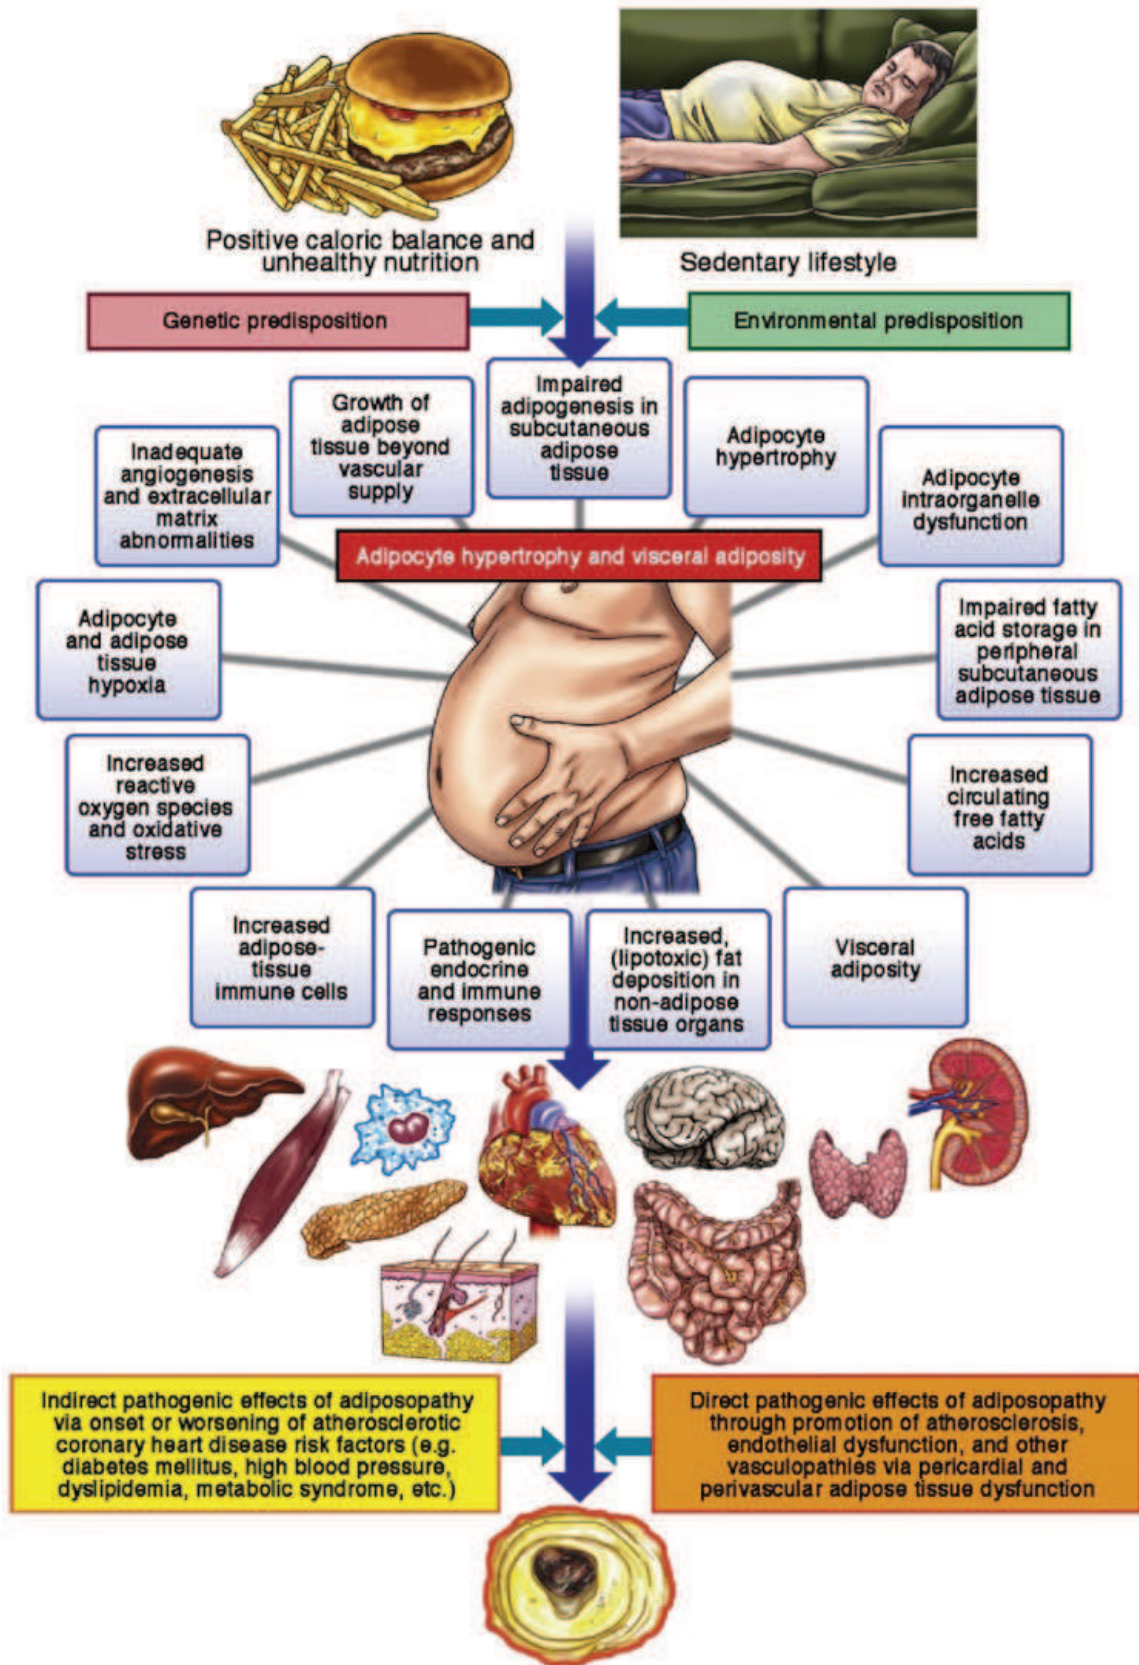 Positive caloric balance and
unhealthy nutrition
Sedentary lifestyle
Genetic predisposition
Environmental predisposition
Inadequate
angiogenesis
and extracellular
matrix
abnormalities
Growth of
adipose
tissue beyond
vascular
supply
Impaired
adipogenesis in
subcutaneous
adipose
tissue
Adipocyte
hypertrophy
Adipocyte
intraorganelle
dysfunction
Adipocyte hypertrophy and visceral adiposity
Adipocyte
and adipose
tissue
hypoxia
Impaired fatty
acid storage in
peripheral
subcutaneous
adipose tissue
Increased
reactive
oxygen species
and oxidative
stress
Increased
circulating
free fatty
acids
Increased
adipose-
tissue
immune cells
Pathogenic
endocrine
and immune
responses
Increased,
(lipotoxic) fat
deposition in
non-adipose
tissue organs
Visceral
adiposity
Indirect pathogenic effects of adiposopathy
via onset or worsening of atherosclerotic
coronary heart disease risk factors (e.g.
diabetes mellitus, high blood pressure,
dyslipidemia, metabolic syndrome, etc.)
Direct pathogenic effects of adiposopathy
through promotion of atherosclerosis,
endothelial dysfunction, and other
vasculopathies via pericardial and
perivascular adipose tissue dysfunction